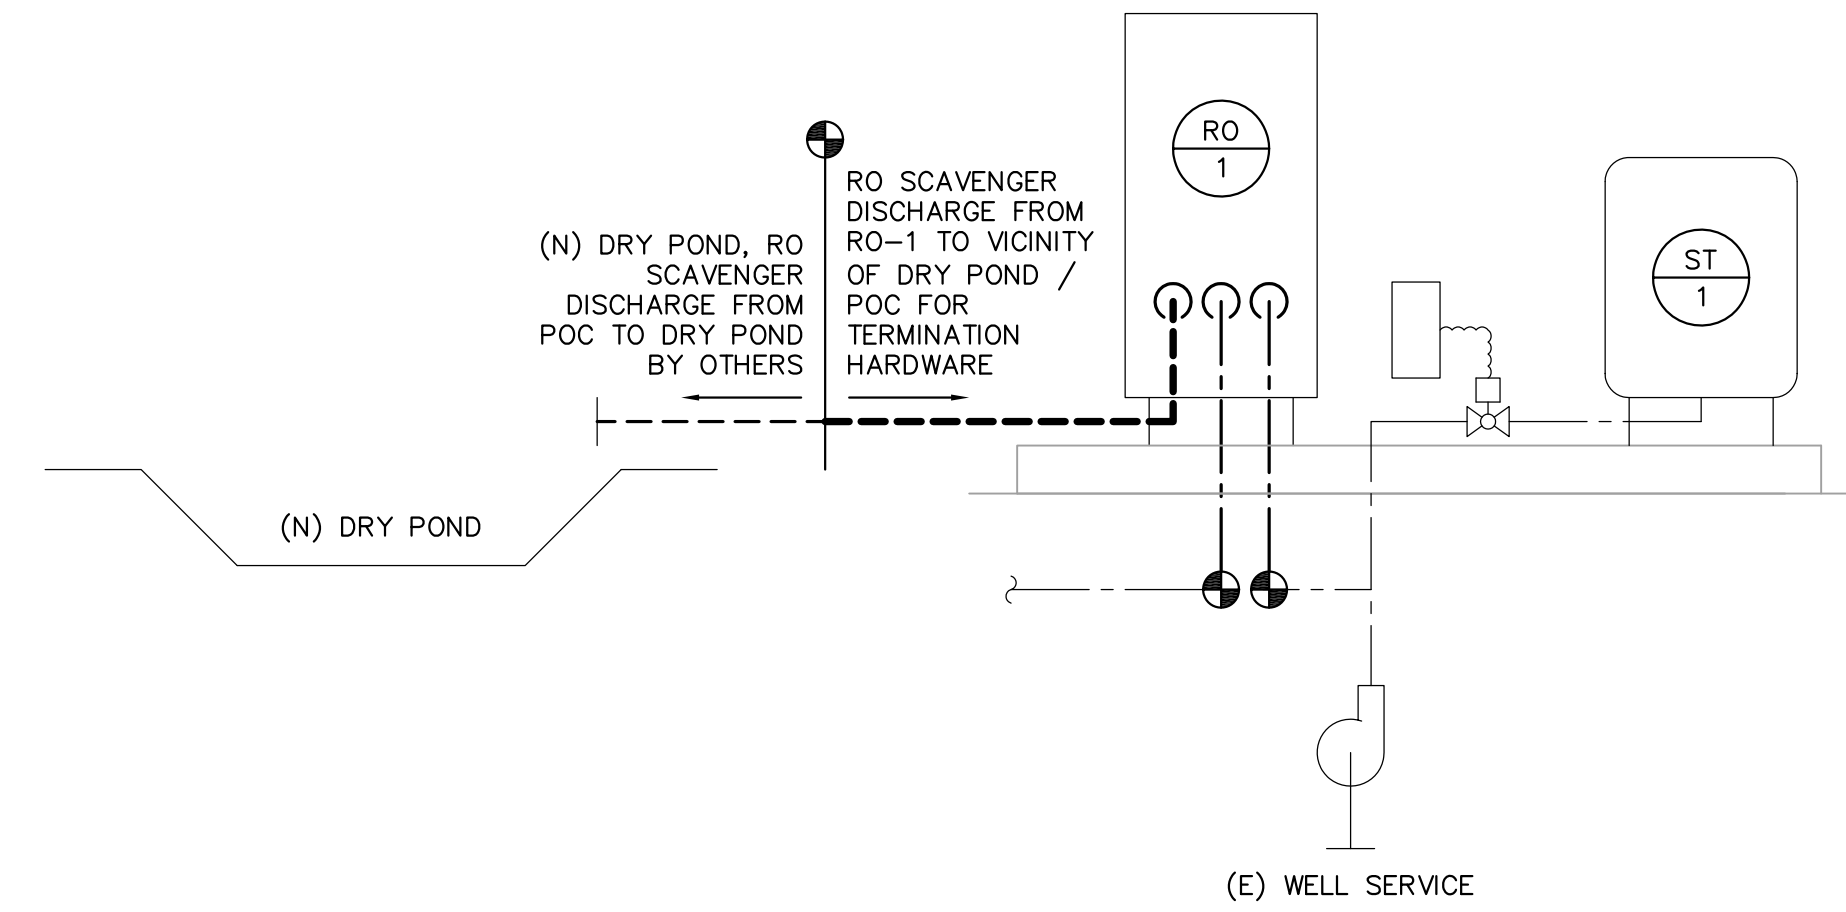 RO
1
RO SCAVENGER
DISCHARGE FROM
RO-1 TO VICINITY
OF DRY POND /
POC FOR
TERMINATION
HARDWARE
(N) DRY POND, RO
SCAVENGER
DISCHARGE FROM
POC TO DRY POND
BY OTHERS
ST
1
(N) DRY POND
(E) WELL SERVICE